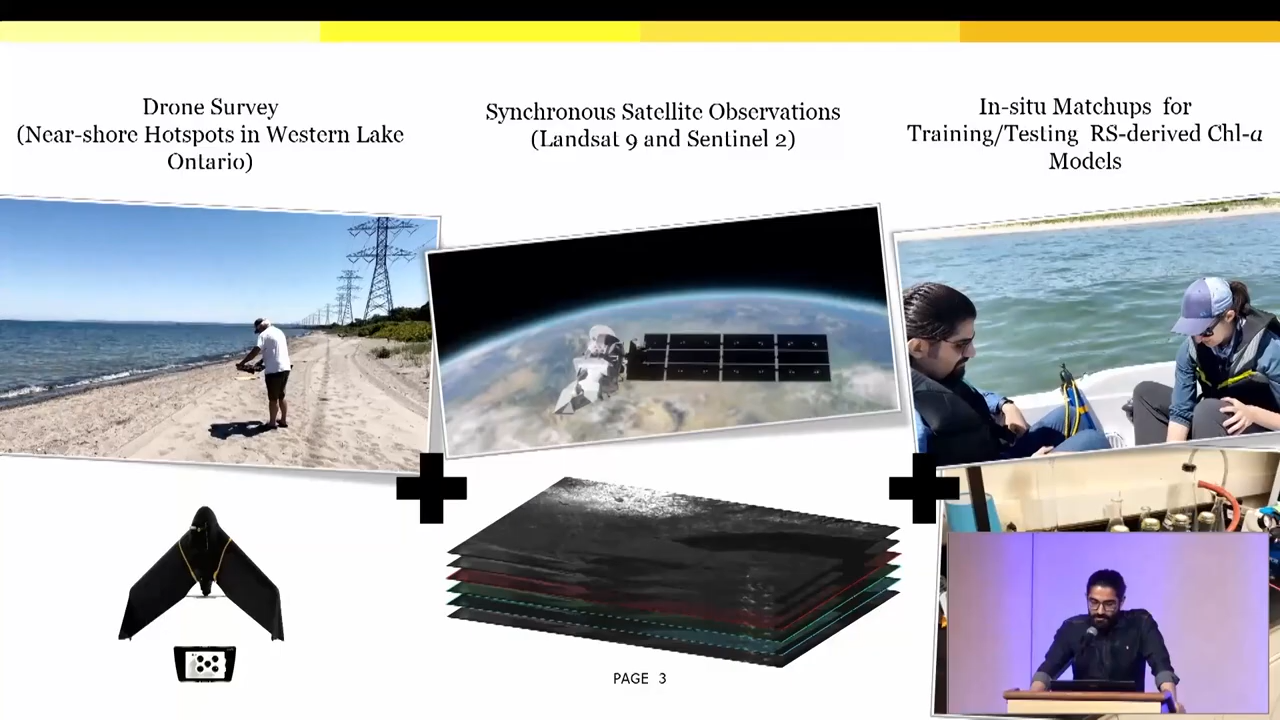 Drone Survey
(Near-shore Hotspots in Western Lake
Ontario)
Synchronous Satellite Observations
(Landsat 9 and Sentinel 2)
In-situ Matchups for
Training/Testing RS-derived Chl-a
Models
PAGE 3